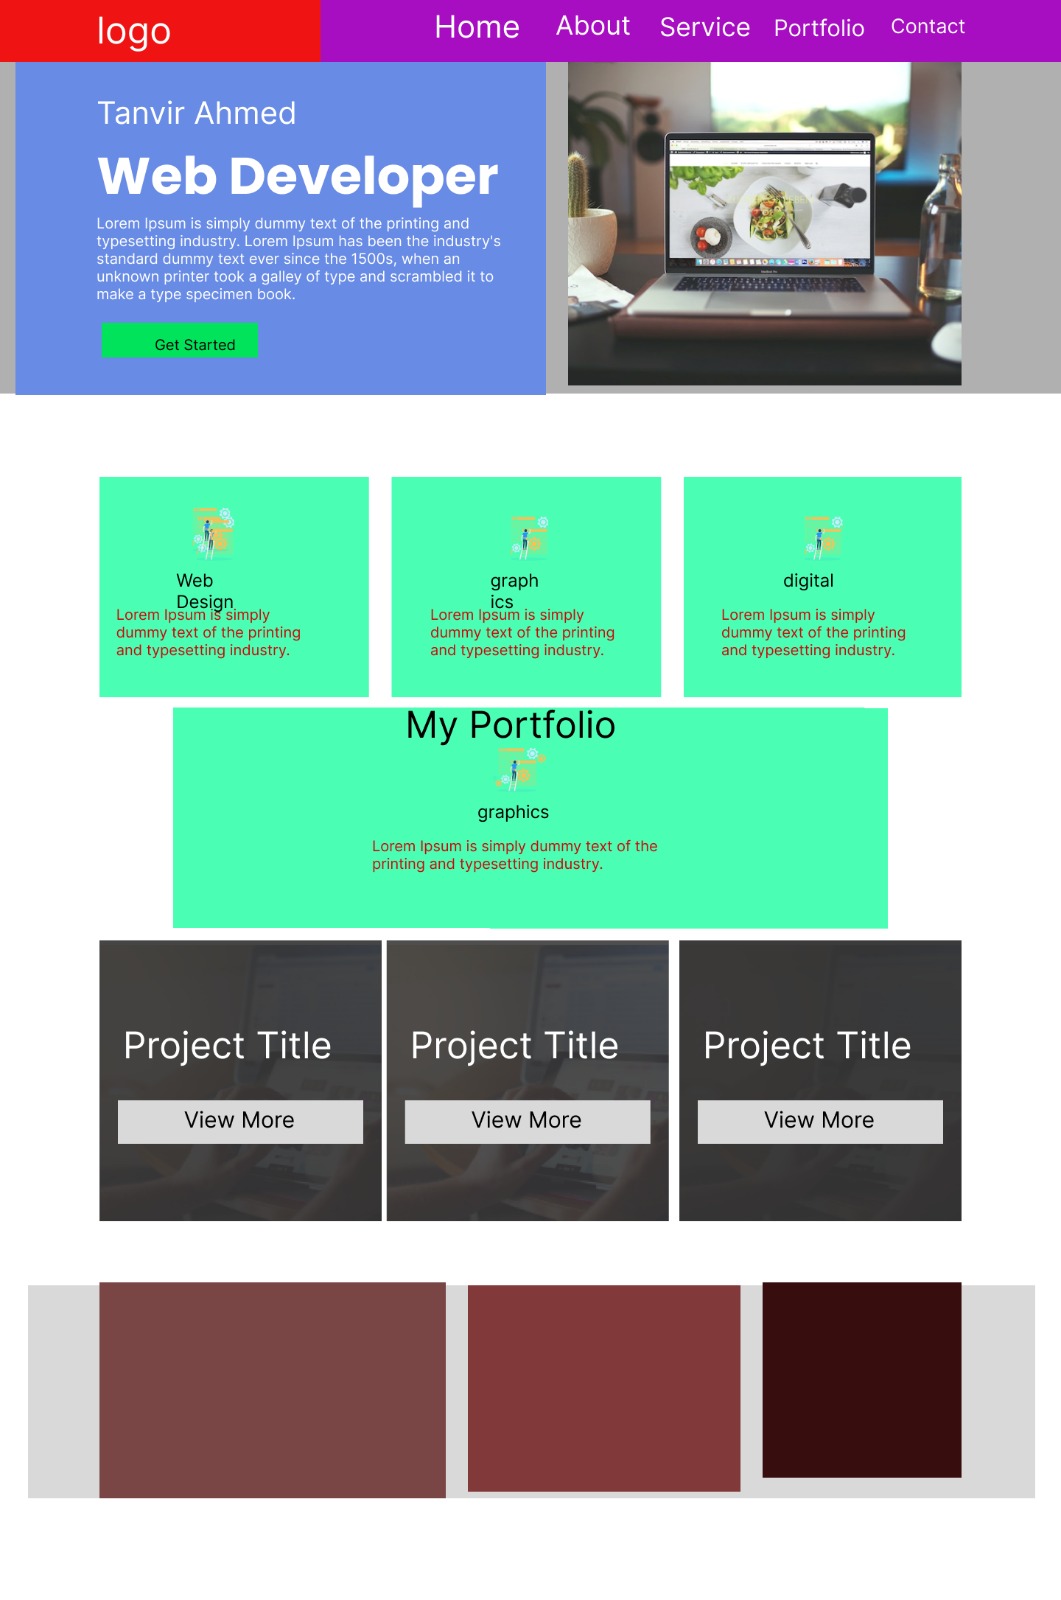 logo
Home About Service Portfolio Contact
Tanvir Ahmed
Web Developer
Lorem Ipsum is simply dummy text of the printing and
typesetting industry. Lorem Ipsum has been the industry's
standard dummy text ever since the 1500s, when an
unknown printer took a galley of type and scrambled it to
make a type specimen book.
Get Started
Web
Design
Lorem Ipsum is simply
dummy text of the printing
and typesetting industry.
graph
ics
Lorem Ipsum is simply
dummy text of the printing
and typesetting industry.
digital
Lorem Ipsum is simply
dummy text of the printing
and typesetting industry.
My Portfolio
graphics
Lorem Ipsum is simply dummy text of the
printing and typesetting industry.
Project Title
View More
Project Title
View More
Project Title
View More